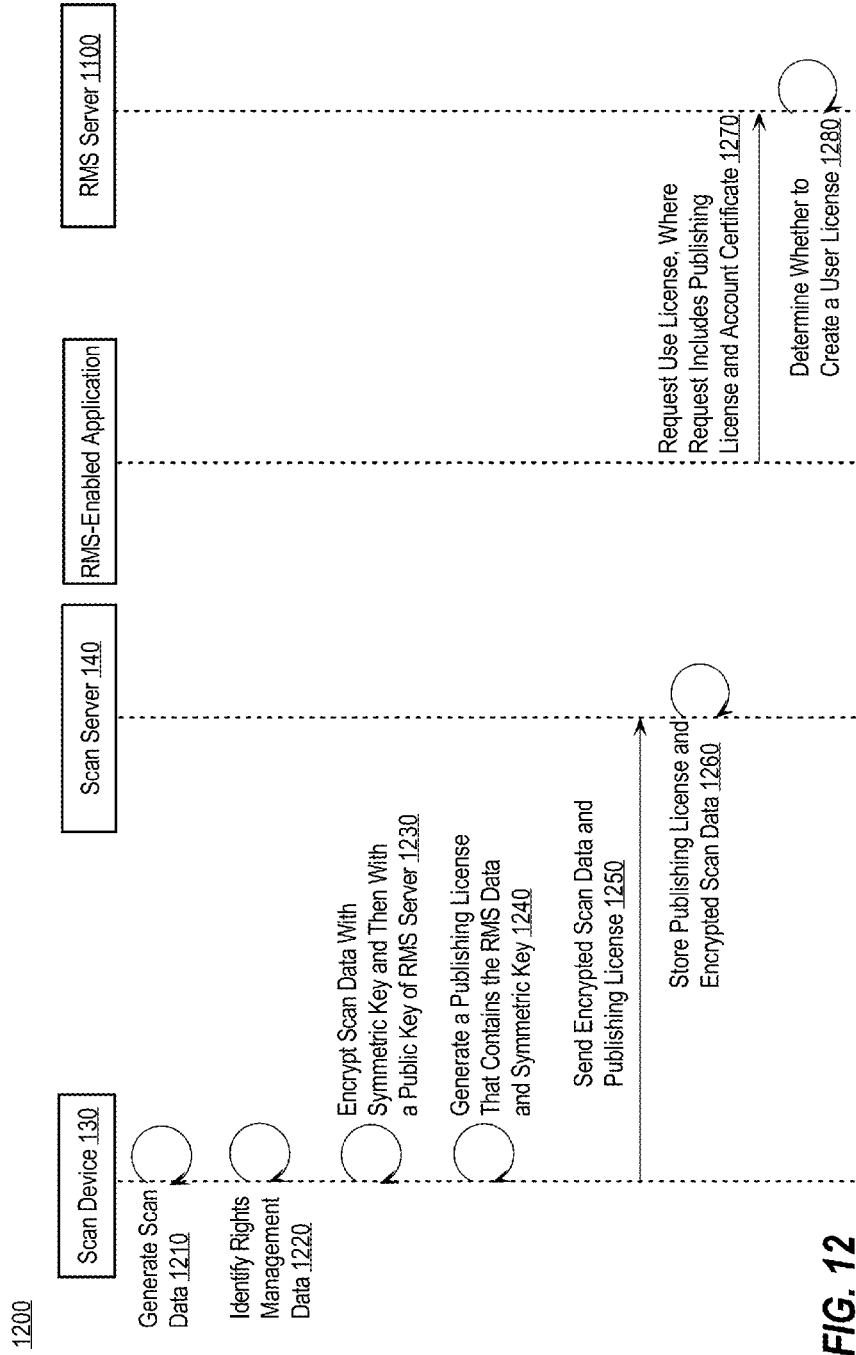 1200
Scan Device 130
Scan Server 140
RMS-Enabled Application
RMS Server 1100
Generate Scan
Data 1210
Identify Rights
Management
Data 1220
Encrypt Scan Data With
Symmetric Key and Then With
a Public Key of RMS Server 1230
Generate a Publishing License
That Contains the RMS Data
and Symmetric Key 1240
Send Encrypted Scan Data and
Publishing License 1250
Store Publishing License and
Encrypted Scan Data 1260
Request Use License, Where
Request Includes Publishing
License and Account Certificate 1270
Determine Whether to
Create a User License 1280
FIG. 12